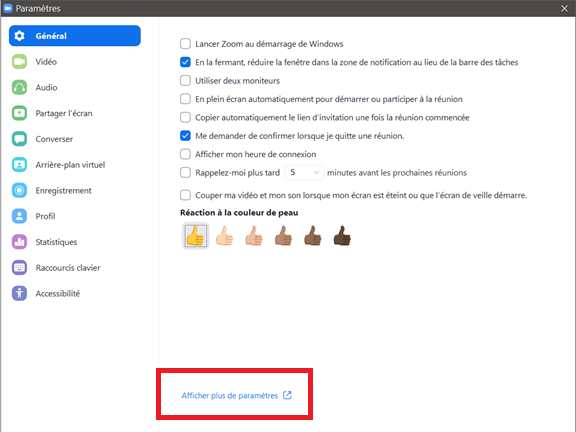 Paramètres
Général
Vidéo
Audio
Partager l'écran
Converser
Arrière-plan virtuel
Enregistrement
Profil
Statistiques
Raccourcis clavier
Accessibilité
Lancer Zoom au démarrage de Windows
En la fermant, réduire la fenêtre dans la zone de notification au lieu de la barre des tâches
Utiliser deux moniteurs
En plein écran automatiquement pour démarrer ou participer à la réunion
Copier automatiquement le lien d'invitation une fois la réunion commencée
Me demander de confirmer lorsque je quitte une réunion.
Afficher mon heure de connexion
Rappelez-moi plus tard 5 minutes avant les prochaines réunions
Couper ma vidéo et mon son lorsque mon écran est éteint ou que l'écran de veille démarre.
Réaction à la couleur de peau
Afficher plus de paramètres